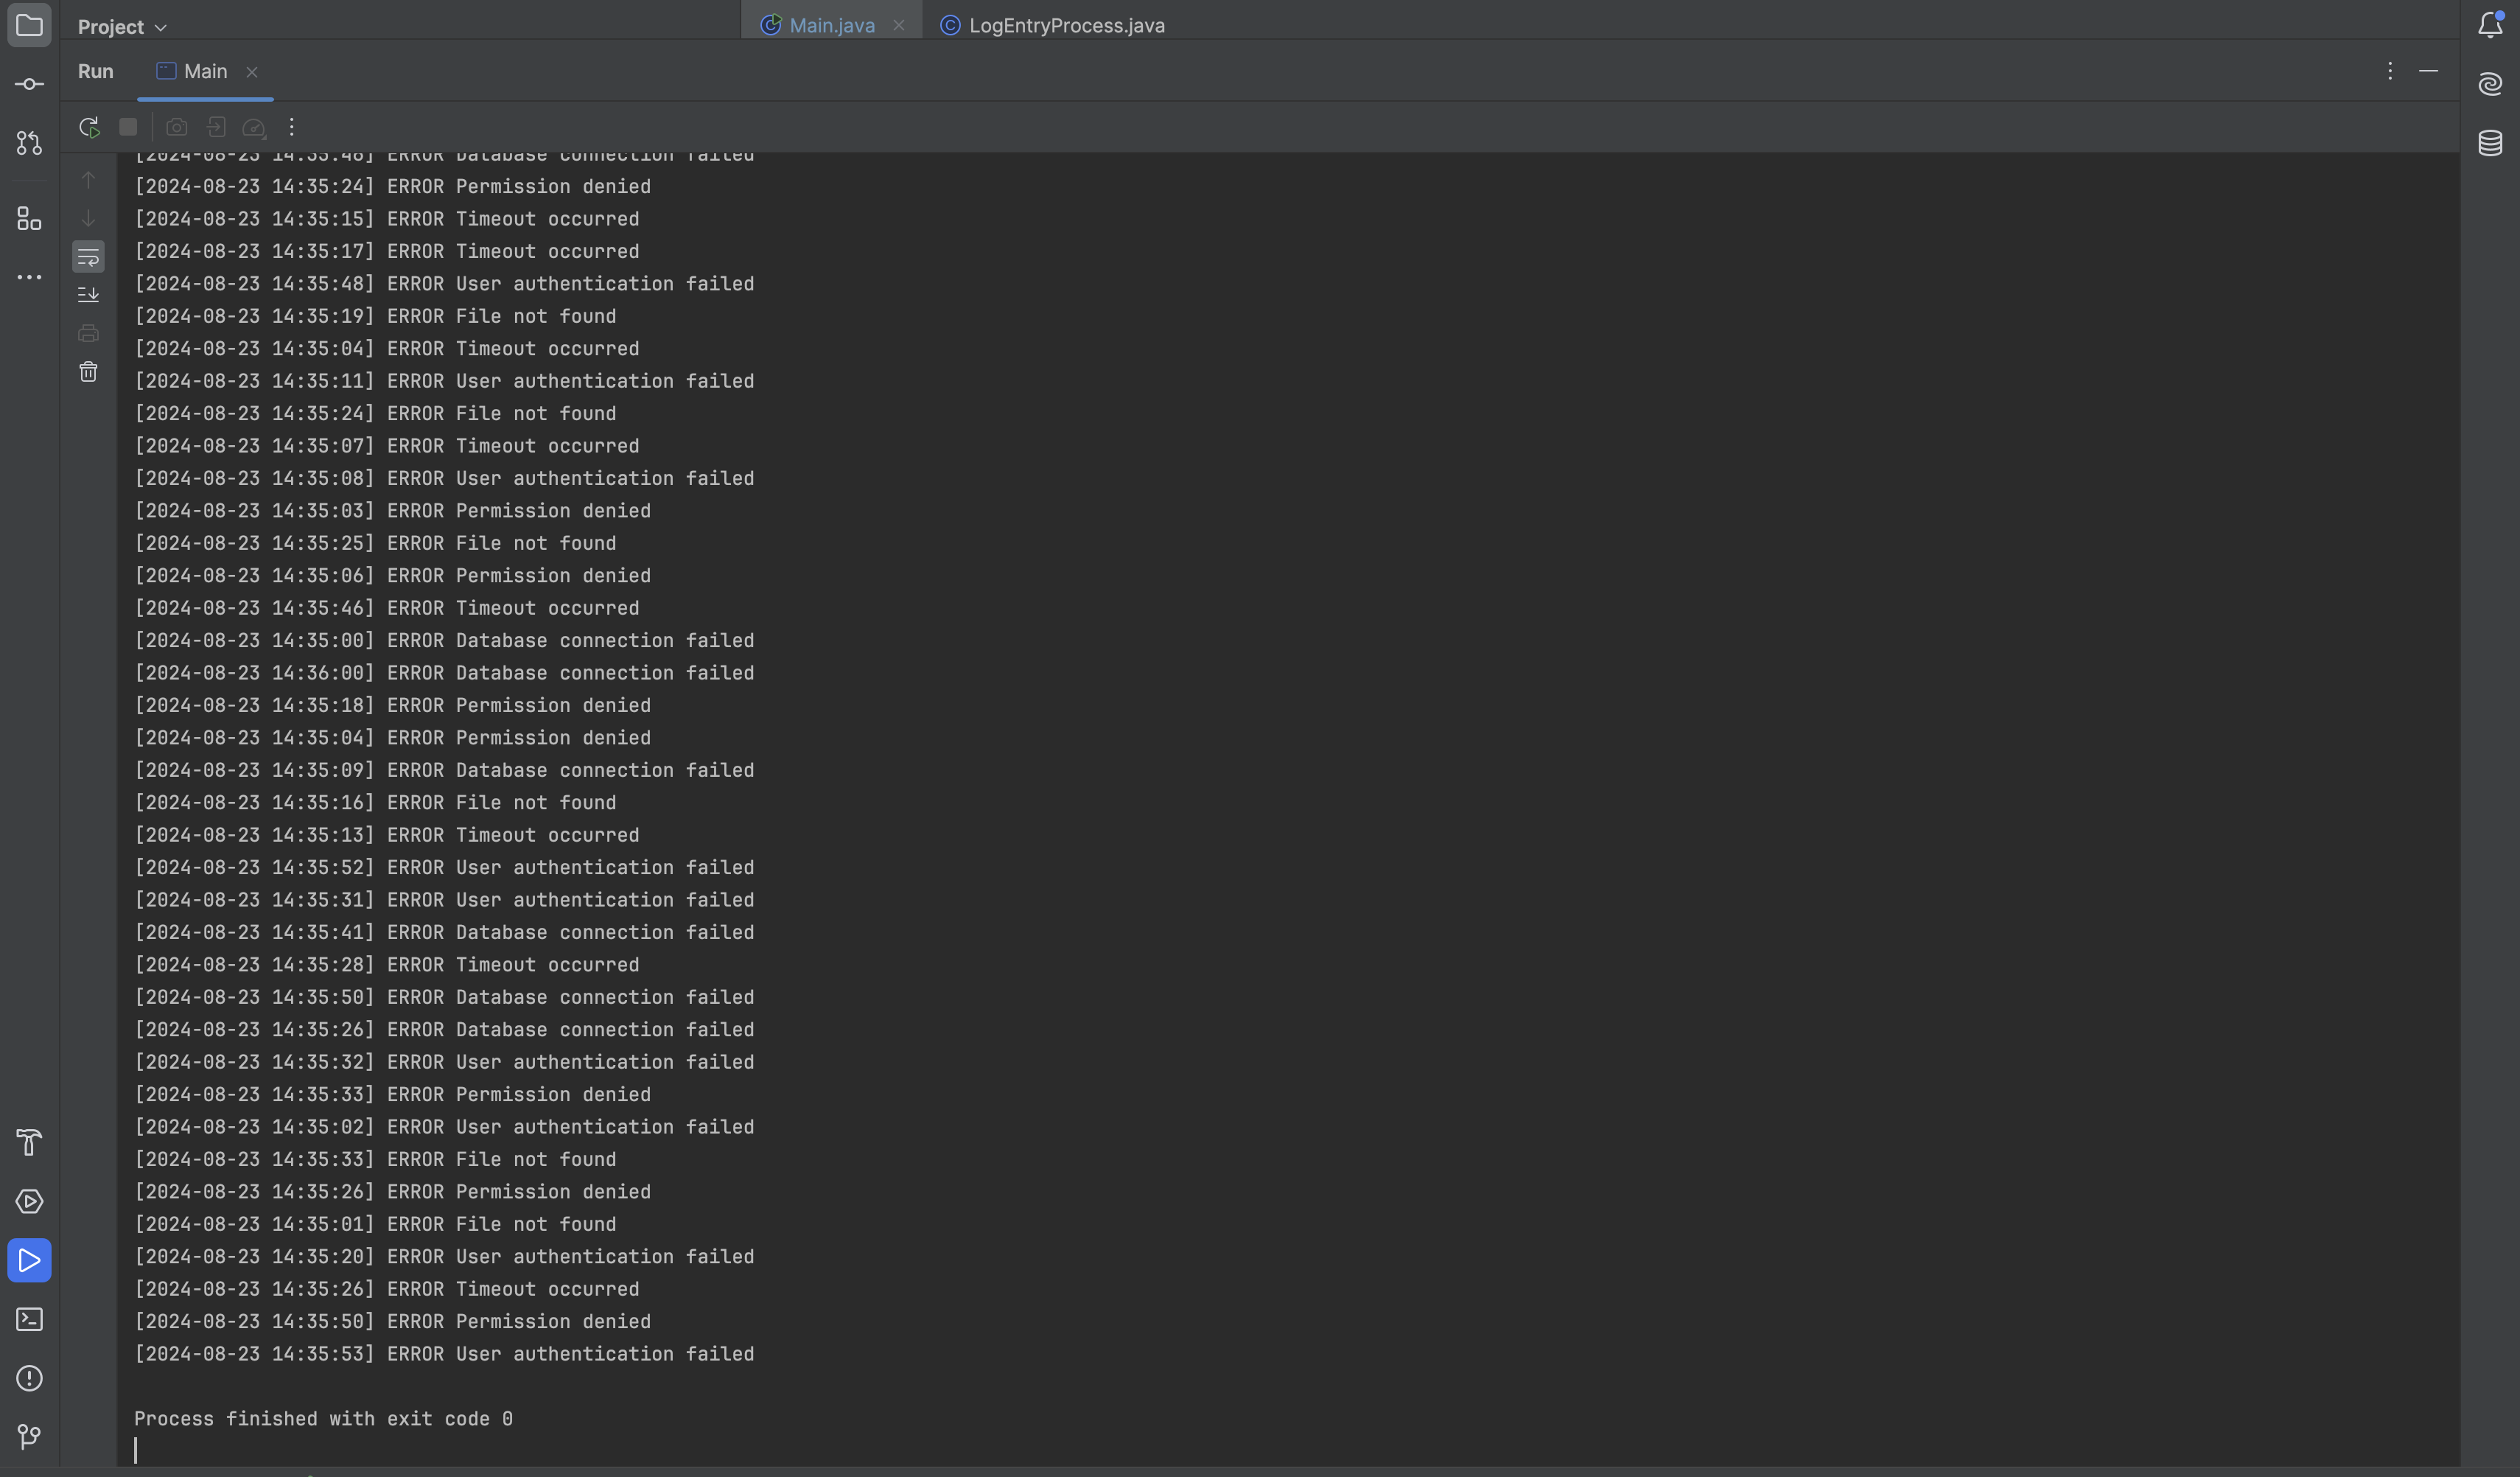 Project
Main.java
LogEntryProcess.java
Run
Main
[2024-08-23 14:35:46] ERROR Database connection failed
[2024-08-23 14:35:24] ERROR Permission denied
[2024-08-23 14:35:15] ERROR Timeout occurred
[2024-08-23 14:35:17] ERROR Timeout occurred
[2024-08-23 14:35:48] ERROR User authentication failed
[2024-08-23 14:35:19] ERROR File not found
[2024-08-23 14:35:04] ERROR Timeout occurred
[2024-08-23 14:35:11] ERROR User authentication failed
[2024-08-23 14:35:24] ERROR File not found
[2024-08-23 14:35:07] ERROR Timeout occurred
[2024-08-23 14:35:08] ERROR User authentication failed
[2024-08-23 14:35:03] ERROR Permission denied
[2024-08-23 14:35:25] ERROR File not found
[2024-08-23 14:35:06] ERROR Permission denied
[2024-08-23 14:35:46] ERROR Timeout occurred
[2024-08-23 14:35:00] ERROR Database connection failed
[2024-08-23 14:36:00] ERROR Database connection failed
[2024-08-23 14:35:18] ERROR Permission denied
[2024-08-23 14:35:04] ERROR Permission denied
[2024-08-23 14:35:09] ERROR Database connection failed
[2024-08-23 14:35:16] ERROR File not found
[2024-08-23 14:35:13] ERROR Timeout occurred
[2024-08-23 14:35:52] ERROR User authentication failed
[2024-08-23 14:35:31] ERROR User authentication failed
[2024-08-23 14:35:41] ERROR Database connection failed
[2024-08-23 14:35:28] ERROR Timeout occurred
[2024-08-23 14:35:50] ERROR Database connection failed
[2024-08-23 14:35:26] ERROR Database connection failed
[2024-08-23 14:35:32] ERROR User authentication failed
[2024-08-23 14:35:33] ERROR Permission denied
[2024-08-23 14:35:02] ERROR User authentication failed
[2024-08-23 14:35:33] ERROR File not found
[2024-08-23 14:35:26] ERROR Permission denied
[2024-08-23 14:35:01] ERROR File not found
[2024-08-23 14:35:20] ERROR User authentication failed
[2024-08-23 14:35:26] ERROR Timeout occurred
[2024-08-23 14:35:50] ERROR Permission denied
[2024-08-23 14:35:53] ERROR User authentication failed
Process finished with exit code 0